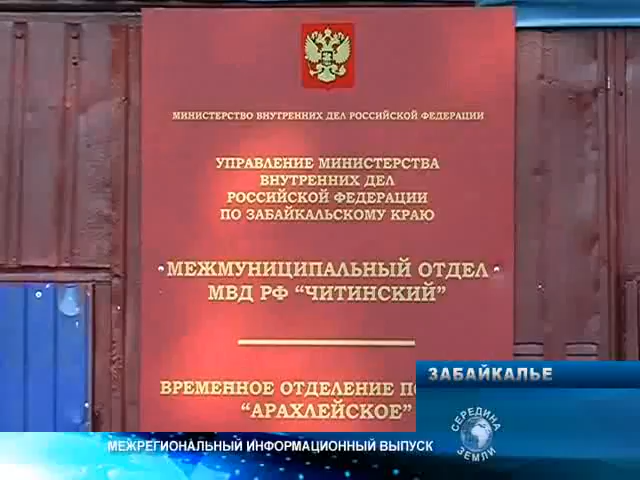 МИНИСТЕРСТВО ВНУТРЕННИХ ДЕЛ РОССИЙСКОЙ ФЕДЕРАЦИИ
УПРАВЛЕНИЕ МИНИСТЕРСТВА
ВНУТРЕННИХ ДЕЛ
РОССИЙСКОЙ ФЕДЕРАЦИИ
ПО ЗАБАЙКАЛЬСКОМУ КРАЮ
МЕЖМУНИЦИПАЛЬНЫЙ ОТДЕЛ
МВД РФ "ЧИТИНСКИЙ"
ВРЕМЕННОЕ ОТДЕЛЕНИЕ
"АРАХЛЕЙСКОЕ"
ЗАБАЙКАЛЬЕ
СЕРЕДИНА
ЗЕМЛИ
МЕЖРЕГИОНАЛЬНЫЙ ИНФОРМАЦИОННЫЙ ВЫПУСК